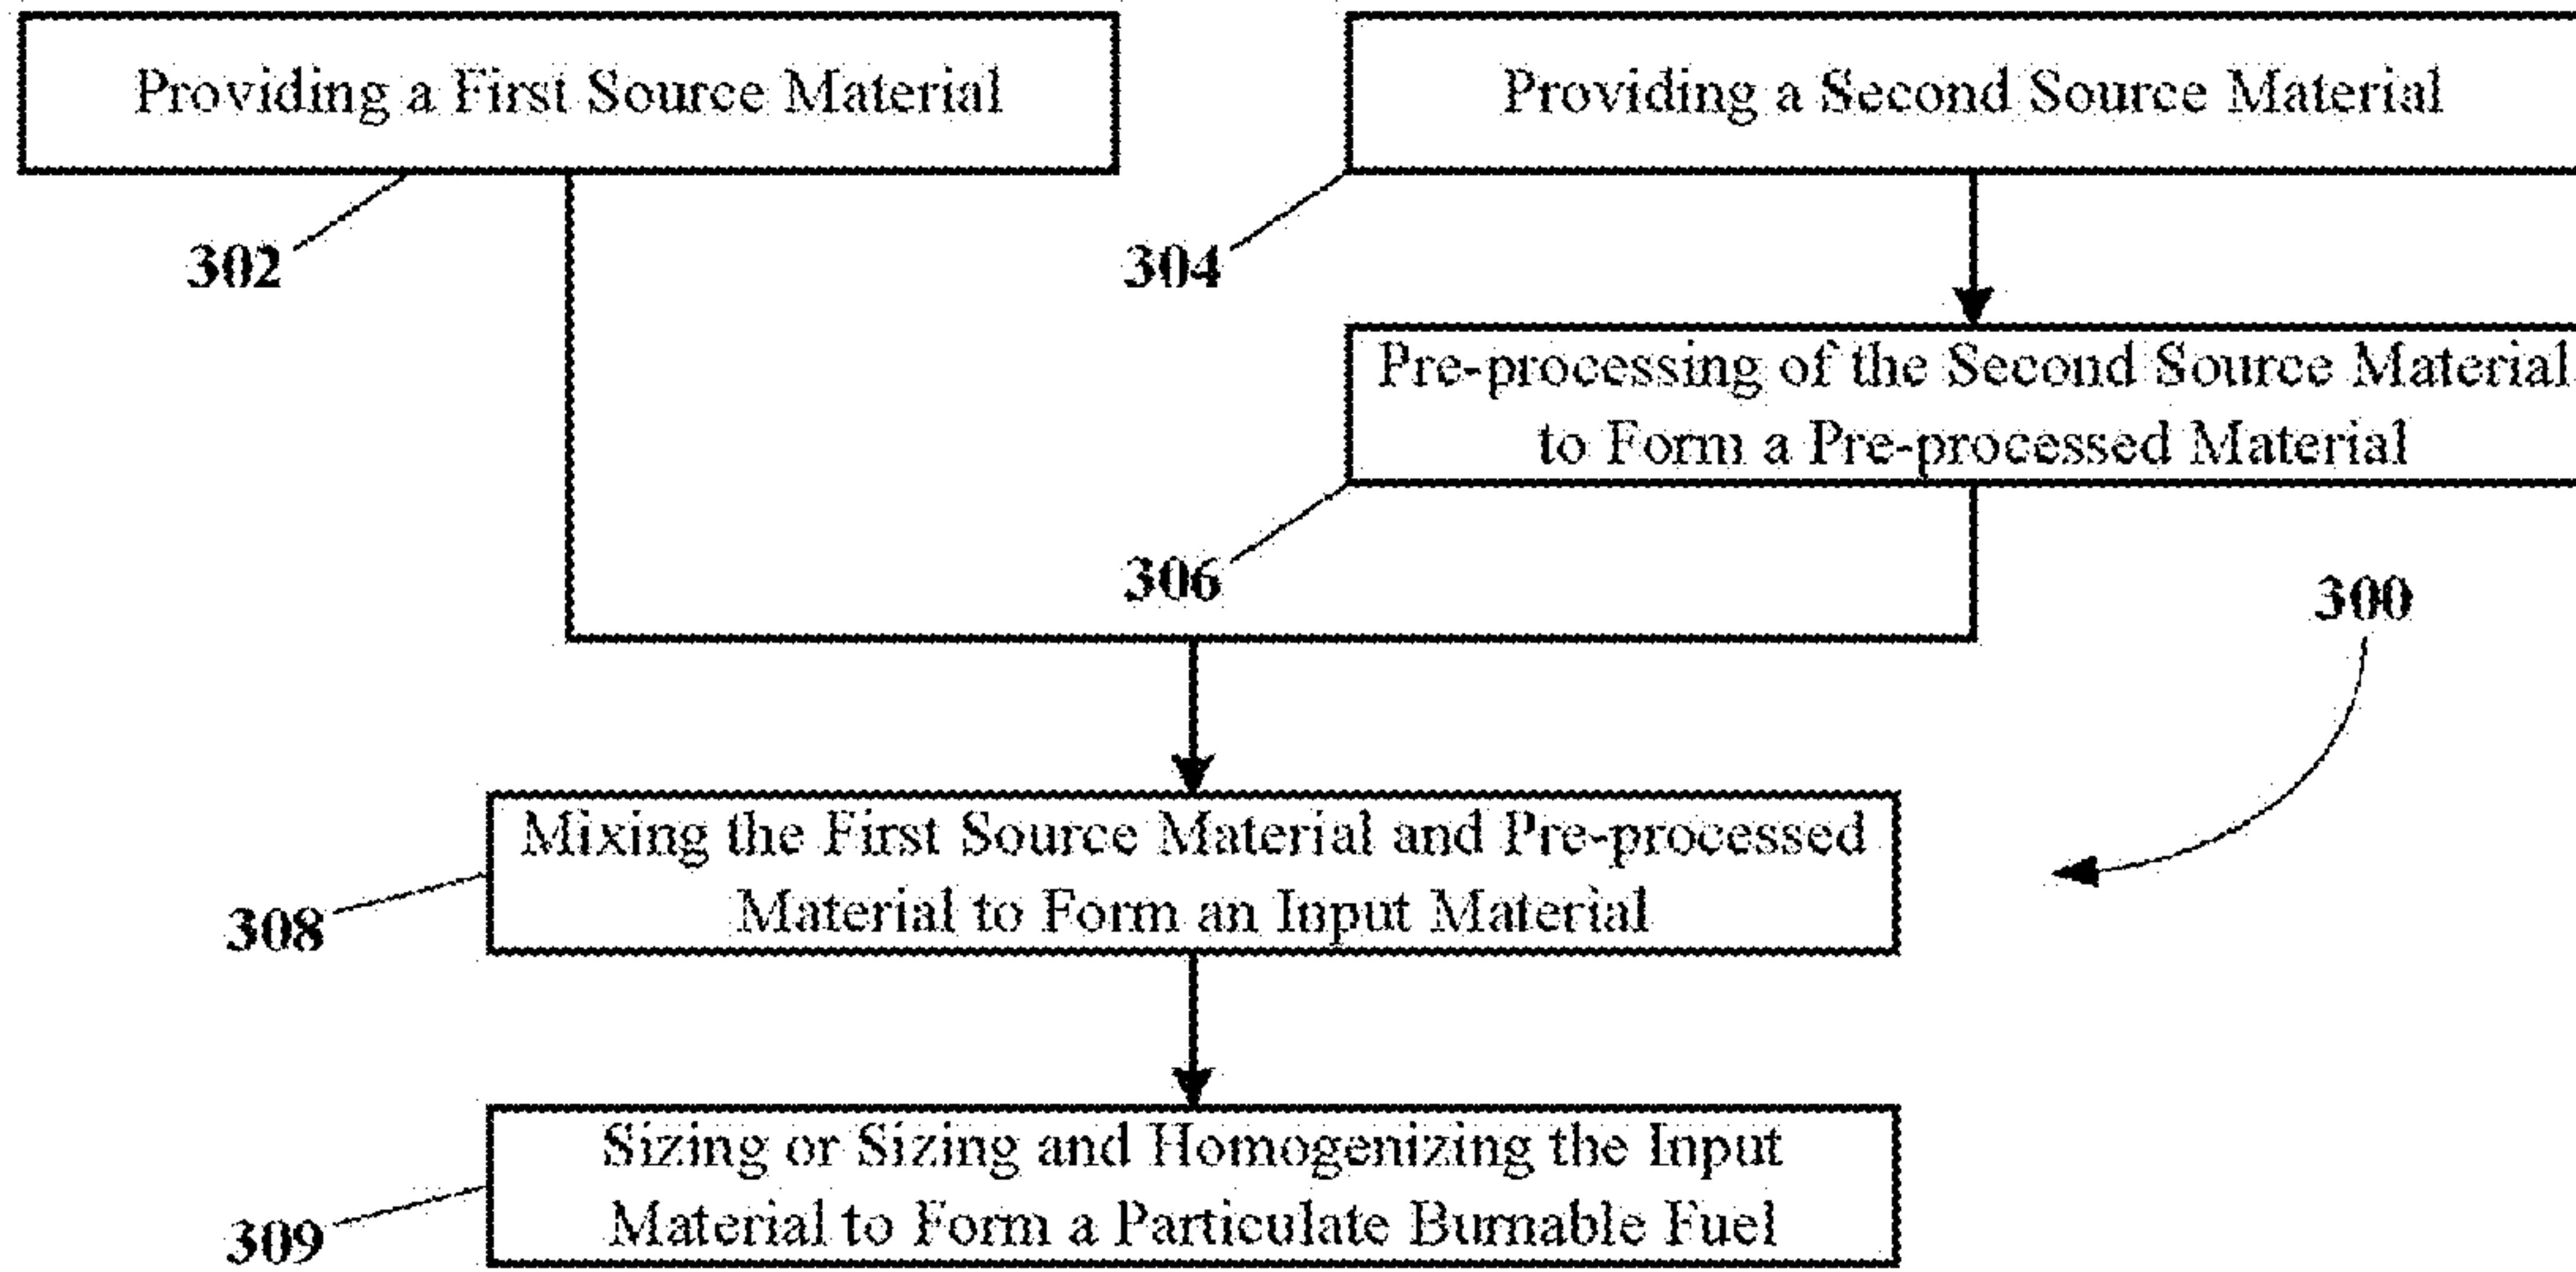 Providing a First Source Material
Providing a Second Source Material
302
304
Pre-processing of the Second Source Material
to Form a Pre-processed Material
306
300
Mixing the First Source Material and Pre-processed
Material to Form an Input Material
308
Sizing or Sizing and Homogenizing the Input
Material to Form a Particulate Burnable Fuel
309